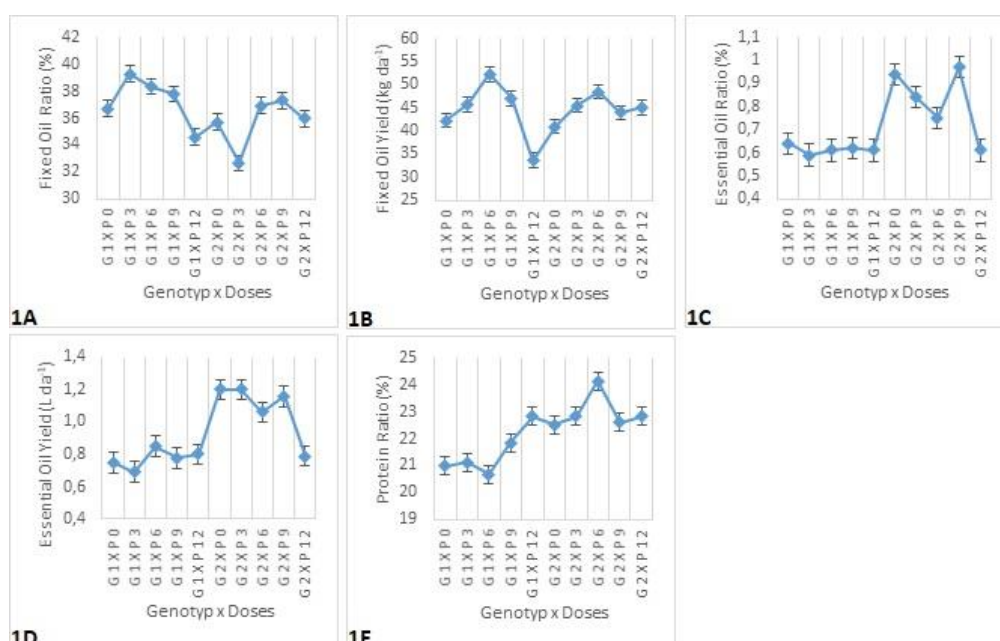 Fixed Oil Ratio (%)
42
40
38
36
34
32
30
G1XP0
G1XP3
G1XP6
G1XP9
G1XP12
G2XP0
G2XP3
G2XP6
G2XP9
G2XP12
Genotyp x Doses
1A
Fixed Oil Yield (kg da⁻¹)
60
55
50
45
40
35
30
25
G1XP0
G1XP3
G1XP6
G1XP9
G1XP12
G2XP0
G2XP3
G2XP6
G2XP9
G2XP12
Genotyp x Doses
1B
Essential Oil Ratio (%)
1,1
1
0,9
0,8
0,7
0,6
0,5
0,4
G1XP0
G1XP3
G1XP6
G1XP9
G1XP12
G2XP0
G2XP3
G2XP6
G2XP9
G2XP12
Genotyp x Doses
1C
Essential Oil Yield (L da⁻¹)
1,4
1,2
1,0
0,8
0,6
0,4
G1XP0
G1XP3
G1XP6
G1XP9
G1XP12
G2XP0
G2XP3
G2XP6
G2XP9
G2XP12
Genotyp x Doses
1D
Protein Ratio (%)
25
24
23
22
21
20
19
G1XP0
G1XP3
G1XP6
G1XP9
G1XP12
G2XP0
G2XP3
G2XP6
G2XP9
G2XP12
Genotyp x Doses